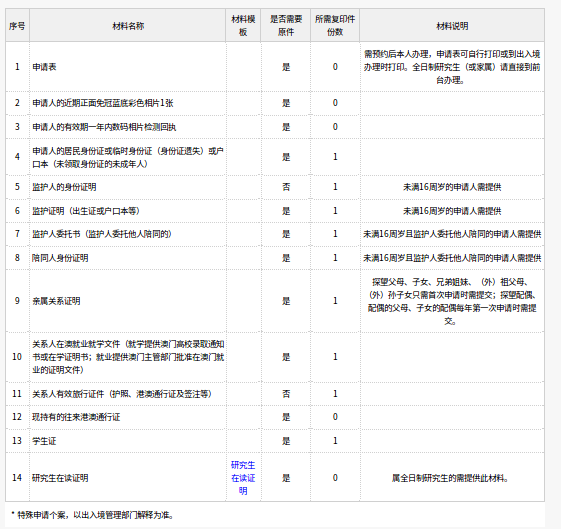 序号 材料名称 材料模板 是否需要原件 所需复印件份数 材料说明
1 申请表 是 0 需预约后本人办理，申请表可自行打印或到出入境
办理时打印。全日制研究生（或家属）请直接到前
台办理。
2 申请人的近期正面免冠蓝底彩色相片1张 是 0
3 申请人的有效期一年内数码相片检测回执 是 0
4 申请人的居民身份证或临时身份证（身份证遗失）或户
口本（未领取身份证的未成年人） 是 1
5 监护人的身份证明 否 1 未满16周岁的申请人需提供
6 监护证明（出生证或户口本等） 是 1 未满16周岁的申请人需提供
7 监护人委托书（监护人委托他人陪同的） 是 1 未满16周岁且监护人委托他人陪同的申请人需提供
8 陪同人身份证明 是 1 未满16周岁且监护人委托他人陪同的申请人需提供
9 亲属关系证明 是 1 探望父母、子女、兄弟姐妹、（外）祖父母、
（外）孙子女只需首次申请时需提交；探望配偶、
配偶的父母、子女的配偶每年第一次申请时需提
交。
10 关系人在澳就业就学文件（就学提供澳门高校录取通知
书或在学证明书；就业提供澳门主管部门批准在澳门就
业的证明文件） 是 1
11 关系人有效旅行证件（护照、港澳通行证及签注等） 否 1
12 现持有的往来港澳通行证 是 0
13 学生证 是 1
14 研究生在读证明 研究生
在读证
明 是 0 属全日制研究生的需提供此材料。
* 特殊申请个案，以出入境管理部门解释为准。